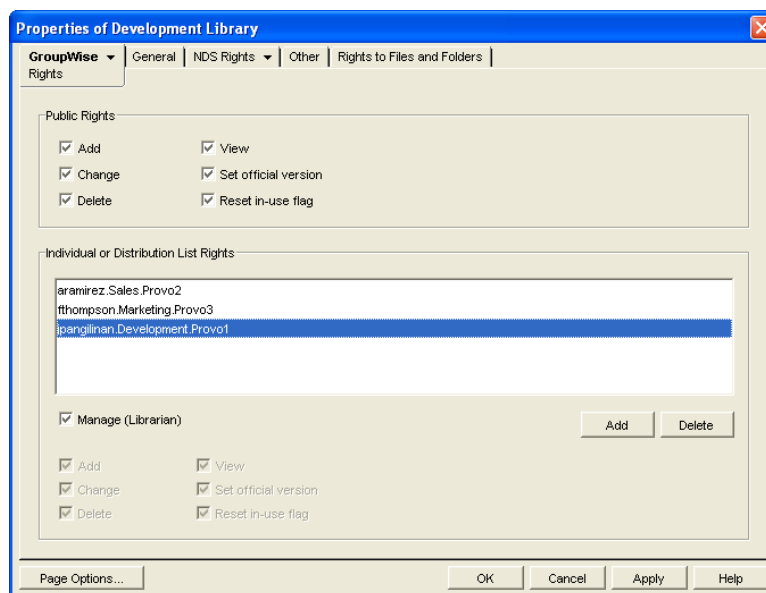 Properties of Development Library
GroupWise General NDS Rights Other Rights to Files and Folders
Rights
Public Rights
Add View
Change Set official version
Delete Reset in-use flag
Individual or Distribution List Rights
aramirez.Sales.Provo2
fthompson.Marketing.Provo3
jpangilinan.Development.Provo1
Manage (Librarian) Add Delete
Add View
Change Set official version
Delete Reset in-use flag
Page Options... OK Cancel Apply Help